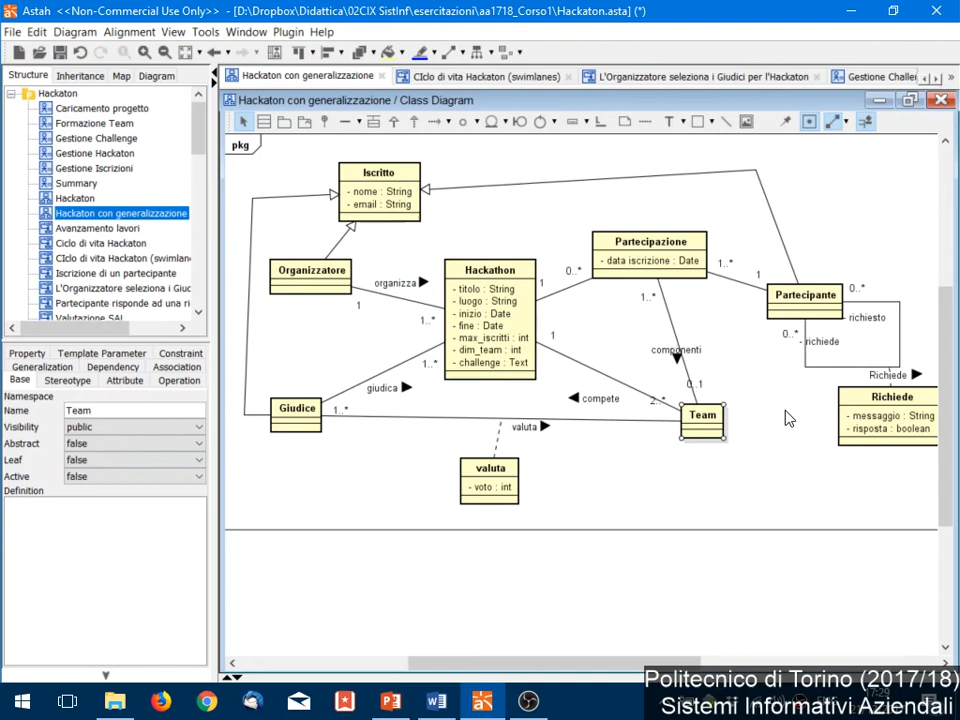 Astah <<Non-Commercial Use Only>> - [D:\Dropbox\Didattica\02CIX SistInf\esercitazioni\aa1718_Corso1\Hackaton.asta] (*)
File Edit Diagram Alignment View Tools Window Plugin Help
Structure Inheritance Map Diagram
Hackaton con generalizzazione
CIclo di vita Hackaton (swimlanes)
L'Organizzatore seleziona i Giudici per l'Hackaton
Gestione Challer
Hackaton con generalizzazione / Class Diagram
Hackaton
Caricamento progetto
Formazione Team
Gestione Challenge
Gestione Hackaton
Gestione Iscrizioni
Summary
Hackaton
Hackaton con generalizzazione
Avanzamento lavori
Ciclo di vita Hackaton
CIclo di vita Hackaton (swimlane
Iscrizione di un partecipante
L'Organizzatore seleziona i Giud
Partecipante risponde ad una ri
Valutazione SAL
Property Template Parameter Constraint
Generalization Dependency Association
Base Stereotype Attribute Operation
Namespace
Name Team
Visibility public
Abstract false
Leaf false
Active false
Definition
pkg
Iscritto
- nome : String
- email : String
Organizzatore
organizza
1
1..*
Hackathon
- titolo : String
- luogo : String
- inizio : Date
- fine : Date
- max_iscritti : int
- dim_team : int
- challenge : Text
1
0..*
Partecipazione
- data iscrizione : Date
1..*
1
Partecipante
0..*
- richiesto
0..*
- richiede
Richiede
Richiede
- messaggio : String
- risposta : boolean
1..*
componenti
0..1
1
compete
2..*
Team
1..*
giudica
Giudice
1..*
valuta
valuta
- voto : int
Politecnico di Torino (2017/18)
Sistemi Informativi Aziendali
7:29